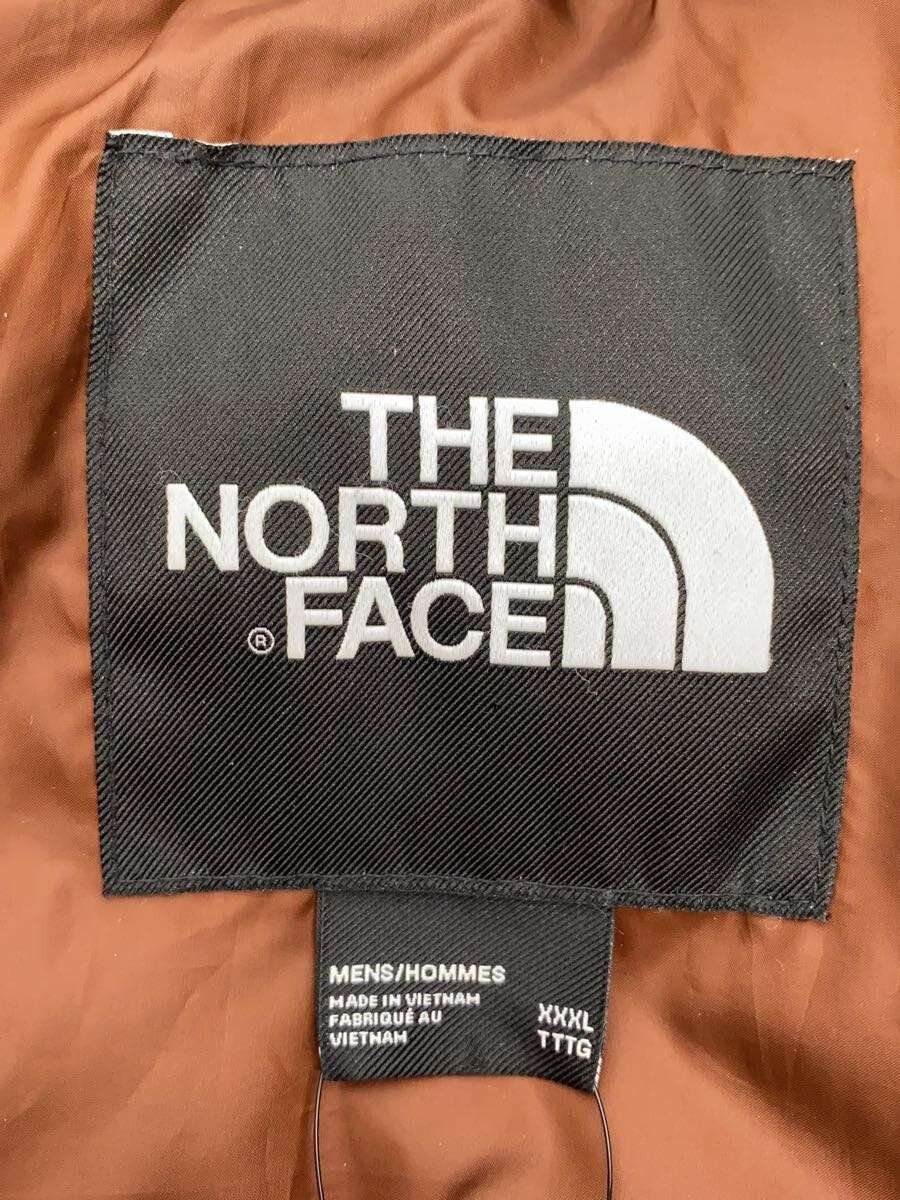 THE
NORTH
FACE
®
MENS/HOMMES
MADE IN VIETNAM
FABRIQUÉ AU
VIETNAM
XXXL
TTTG